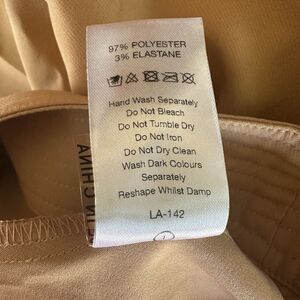 97% POLYESTER
3% ELASTANE
Hand Wash Separately
Do Not Bleach
Do Not Tumble Dry
Do Not Iron
Do Not Dry Clean
Wash Dark Colours
Separately
Reshape Whilst Damp
LA-142